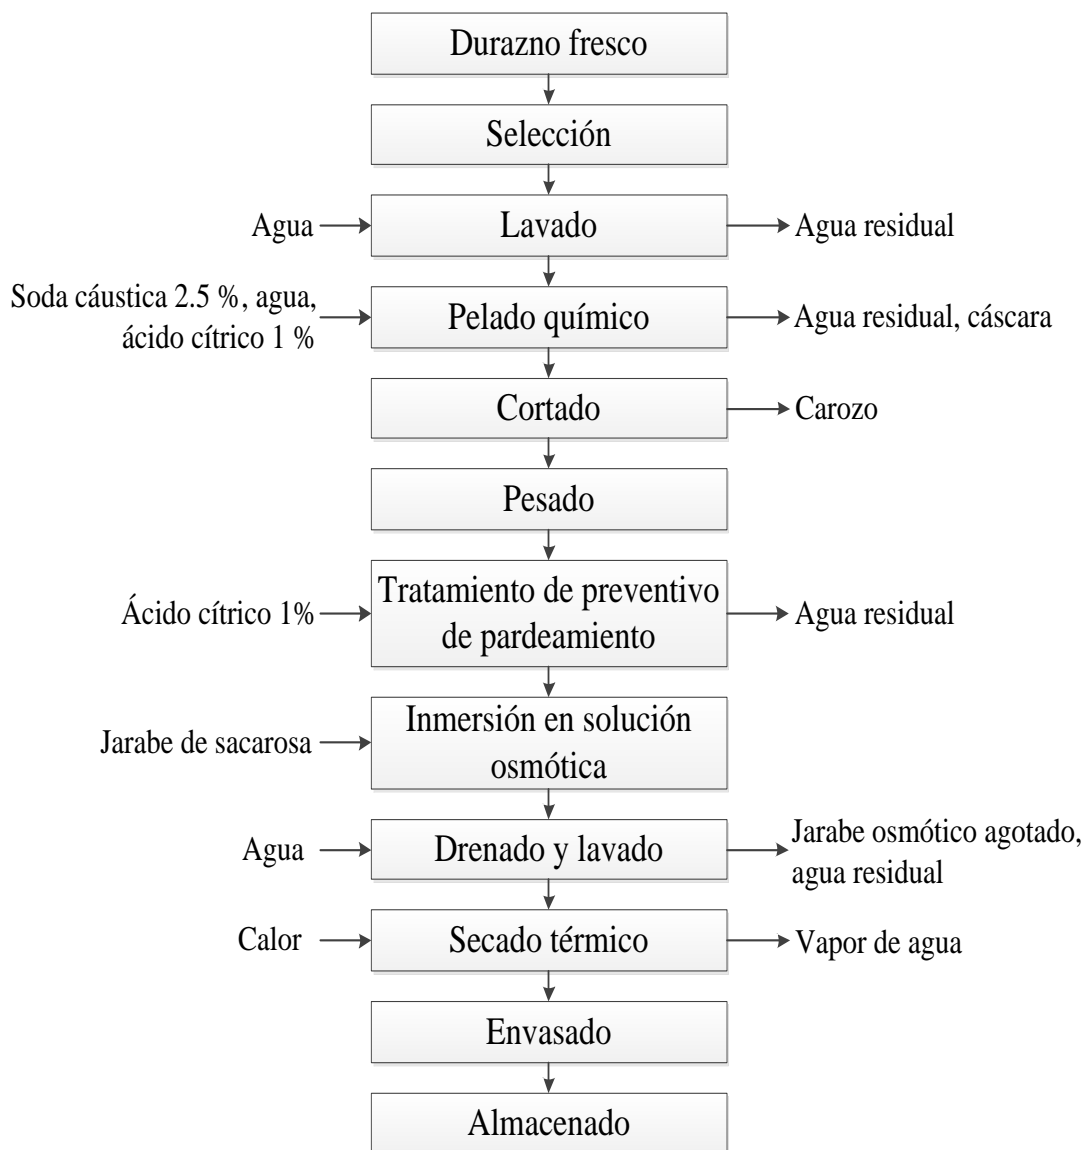 Durazno fresco
Selección
Agua
Lavado
Agua residual
Soda cáustica 2.5 %, agua,
ácido cítrico 1 %
Pelado químico
Agua residual, cáscara
Cortado
Carozo
Pesado
Ácido cítrico 1%
Tratamiento de preventivo
de pardeamiento
Agua residual
Jarabe de sacarosa
Inmersión en solución
osmótica
Agua
Drenado y lavado
Jarabe osmótico agotado,
agua residual
Calor
Secado térmico
Vapor de agua
Envasado
Almacenado